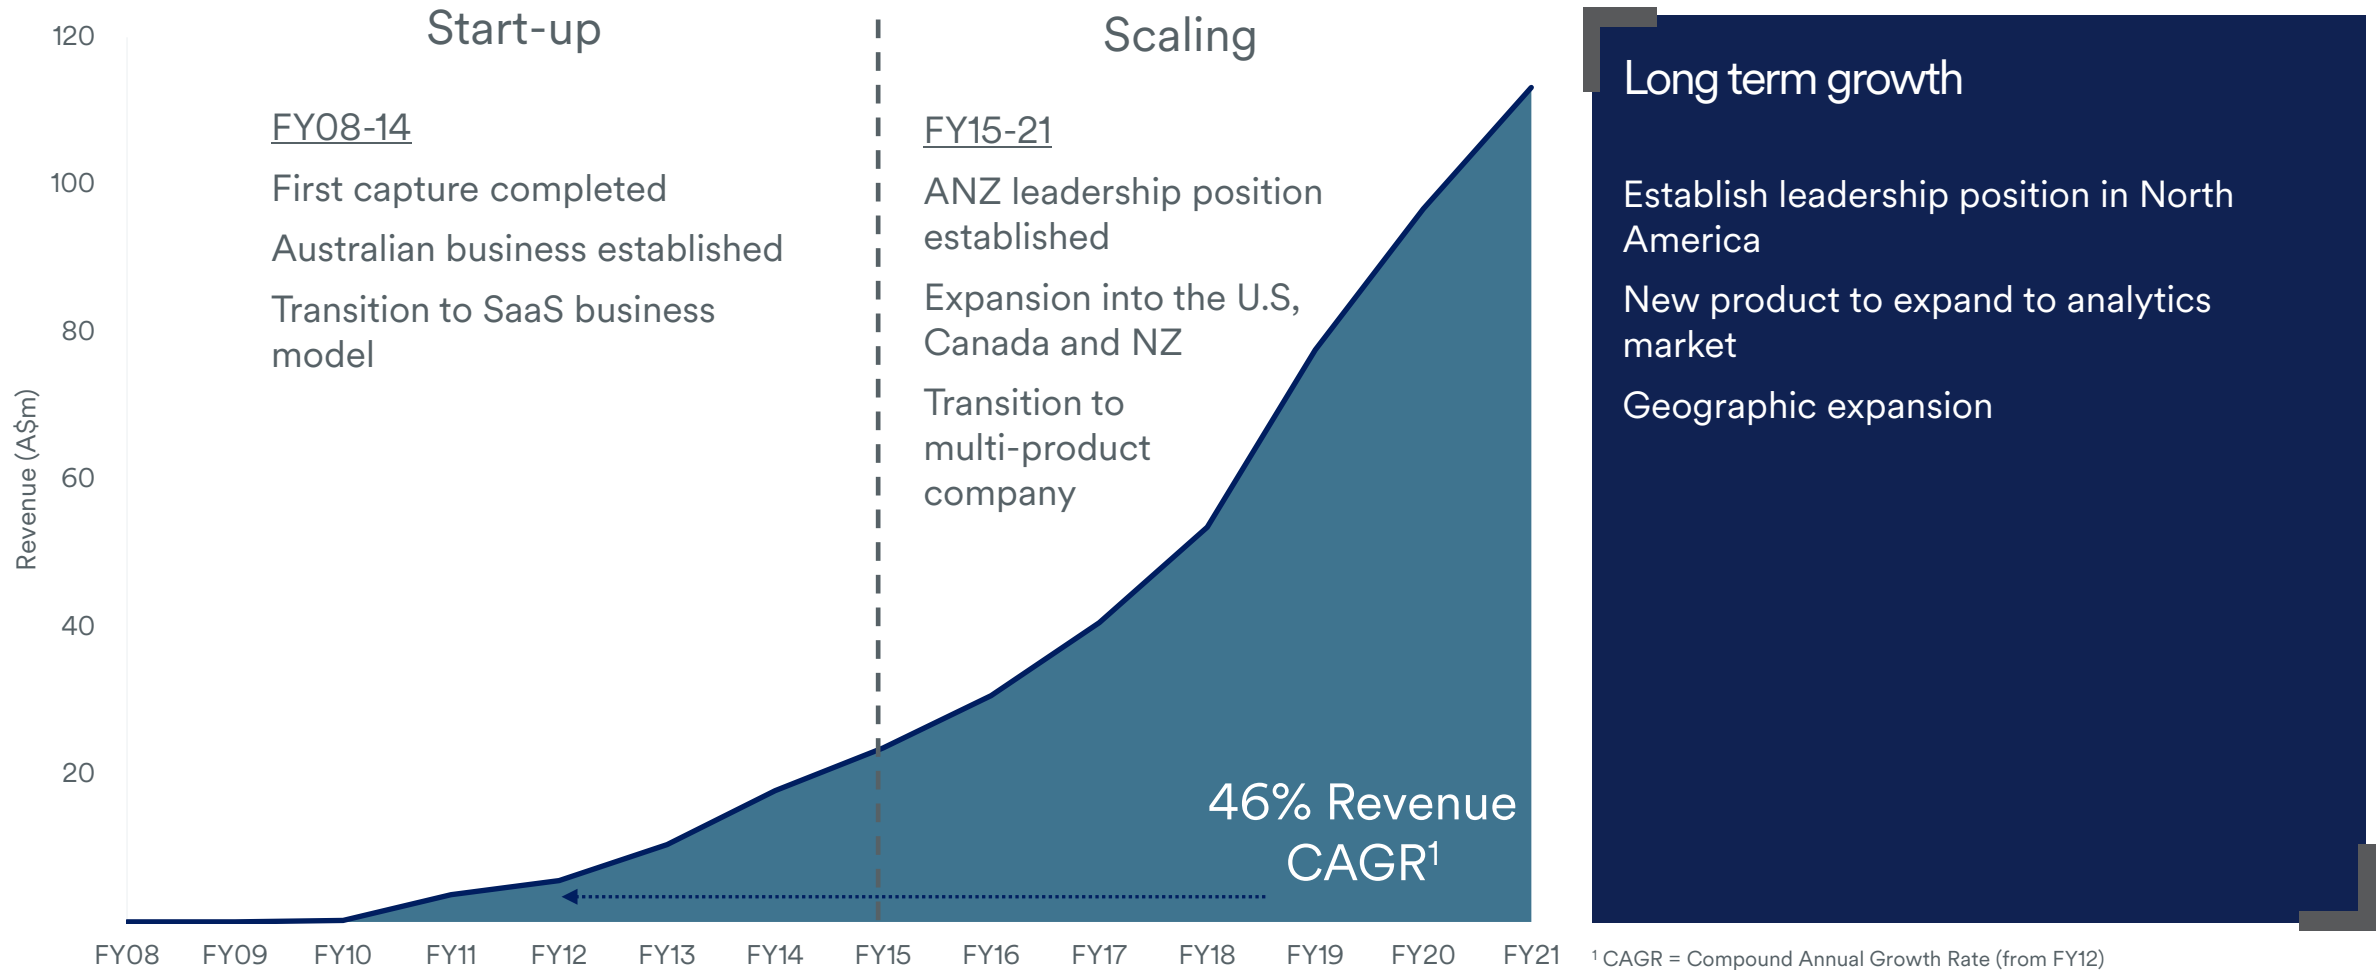 Start-up
Scaling
120
100
80
60
40
20
Revenue (A$m)
FY08-14
First capture completed
Australian business established
Transition to SaaS business
model
FY15-21
ANZ leadership position
established
Expansion into the U.S,
Canada and NZ
Transition to
multi-product
company
46% Revenue
CAGR¹
FY08 FY09 FY10 FY11 FY12 FY13 FY14 FY15 FY16 FY17 FY18 FY19 FY20 FY21
Long term growth
Establish leadership position in North
America
New product to expand to analytics
market
Geographic expansion
¹ CAGR = Compound Annual Growth Rate (from FY12)